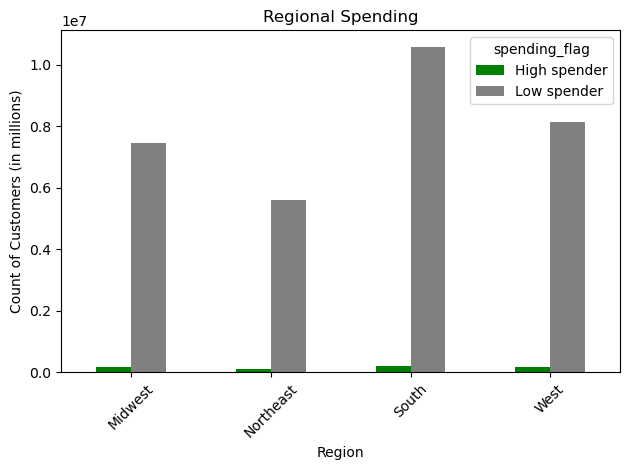 Regional Spending
1e7
spending_flag
High spender
Low spender
Count of Customers (in millions)
1.0
0.8
0.6
0.4
0.2
0.0
Midwest
Northeast
South
West
Region